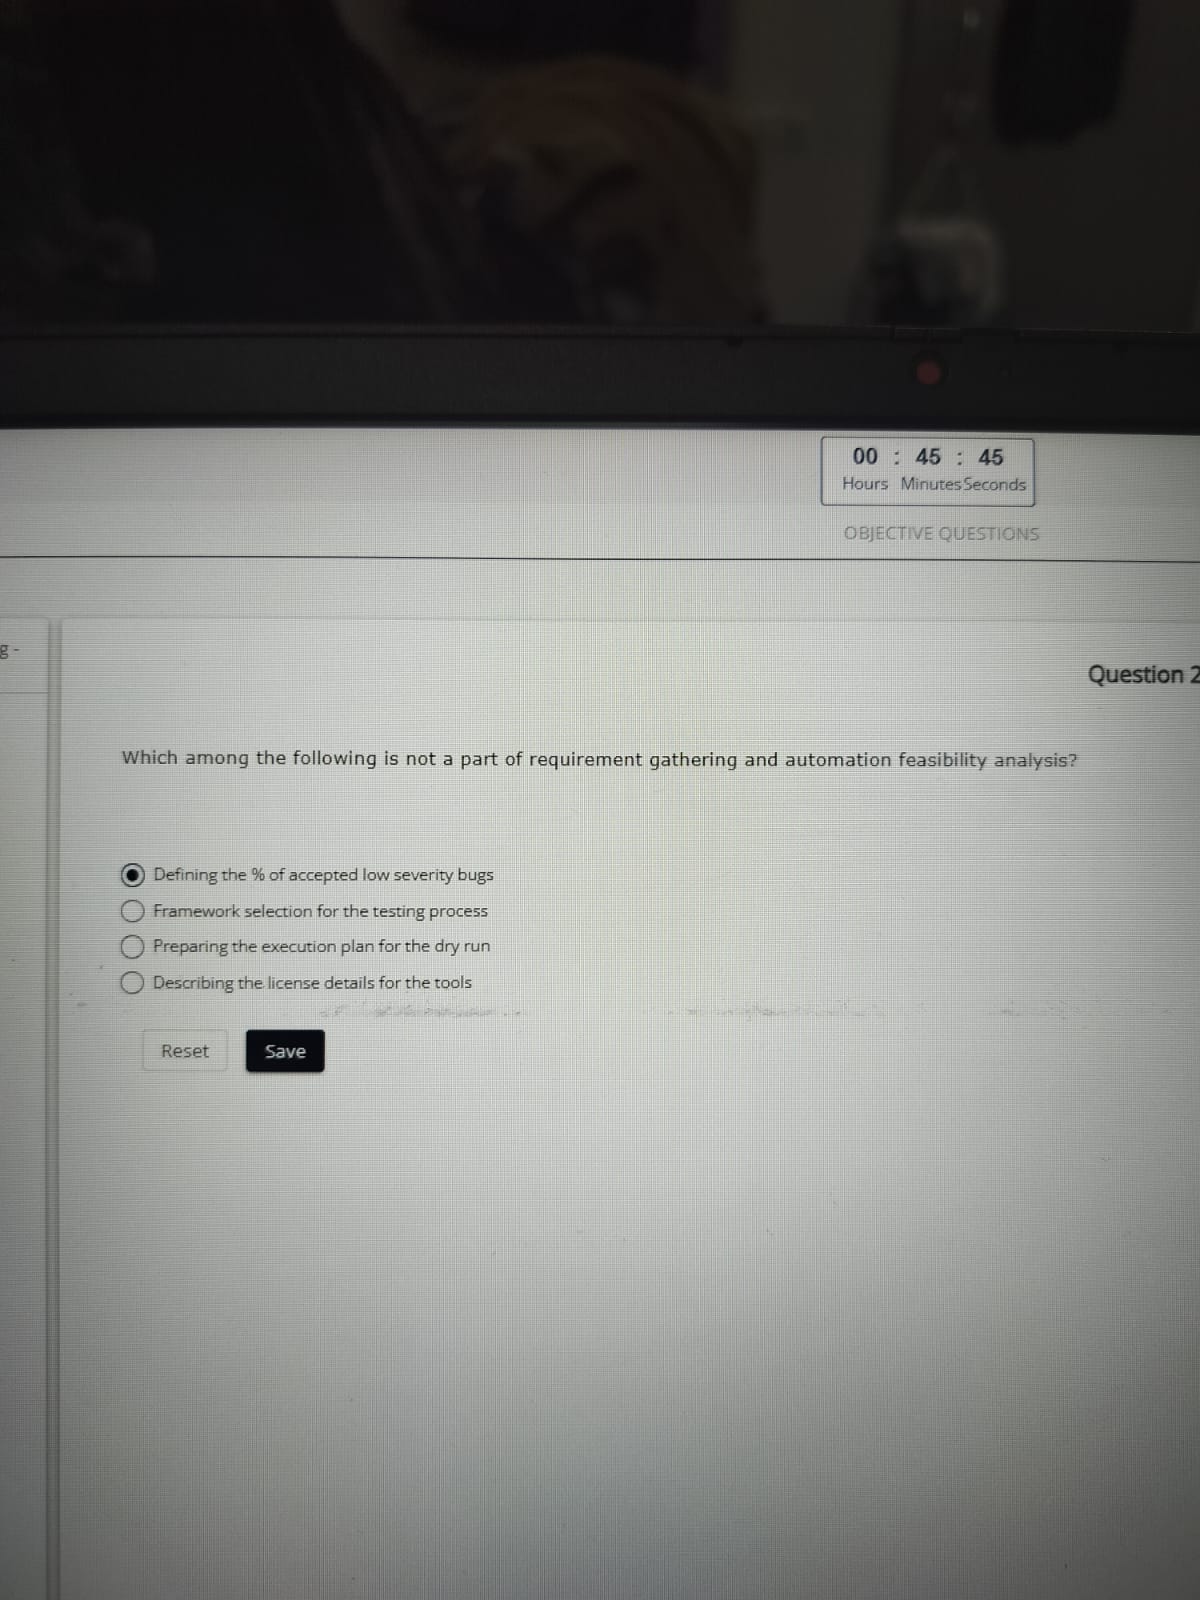 00 : 45 : 45
Hours Minutes Seconds
OBJECTIVE QUESTIONS
g -
Question 2
Which among the following is not a part of requirement gathering and automation feasibility analysis?
Defining the % of accepted low severity bugs
Framework selection for the testing process
Preparing the execution plan for the dry run
Describing the license details for the tools
Reset Save